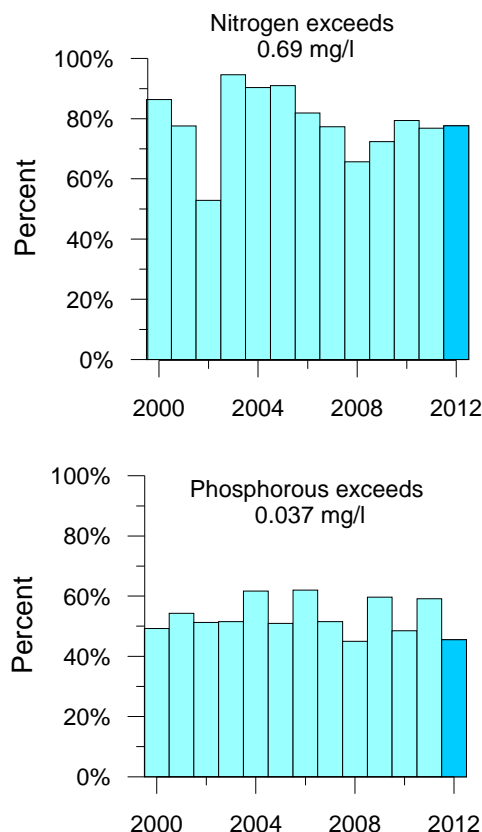 Nitrogen exceeds
0.69 mg/l
100%
80%
60%
40%
20%
0%
Percent
2000 2004 2008 2012
Phosphorous exceeds
0.037 mg/l
100%
80%
60%
40%
20%
0%
Percent
2000 2004 2008 2012